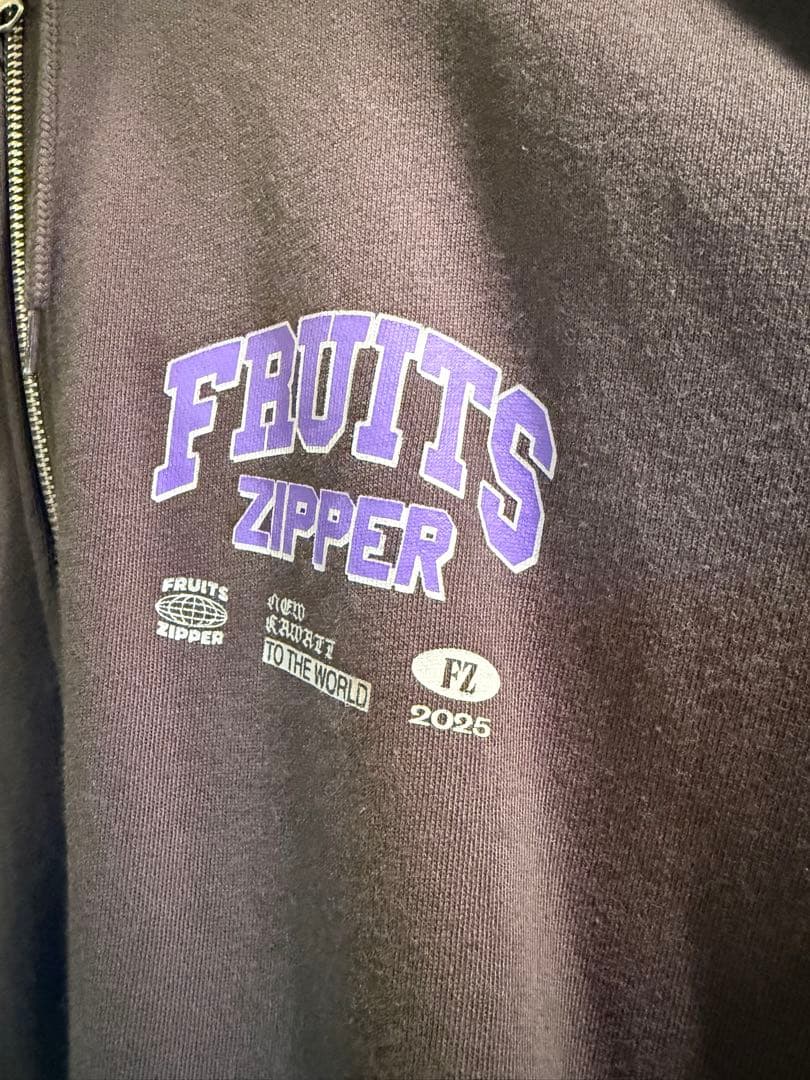 FRUITS
ZIPPER
FRUITS
ZIPPER
NEW
KAWAII
TO THE WORLD
FZ
2025